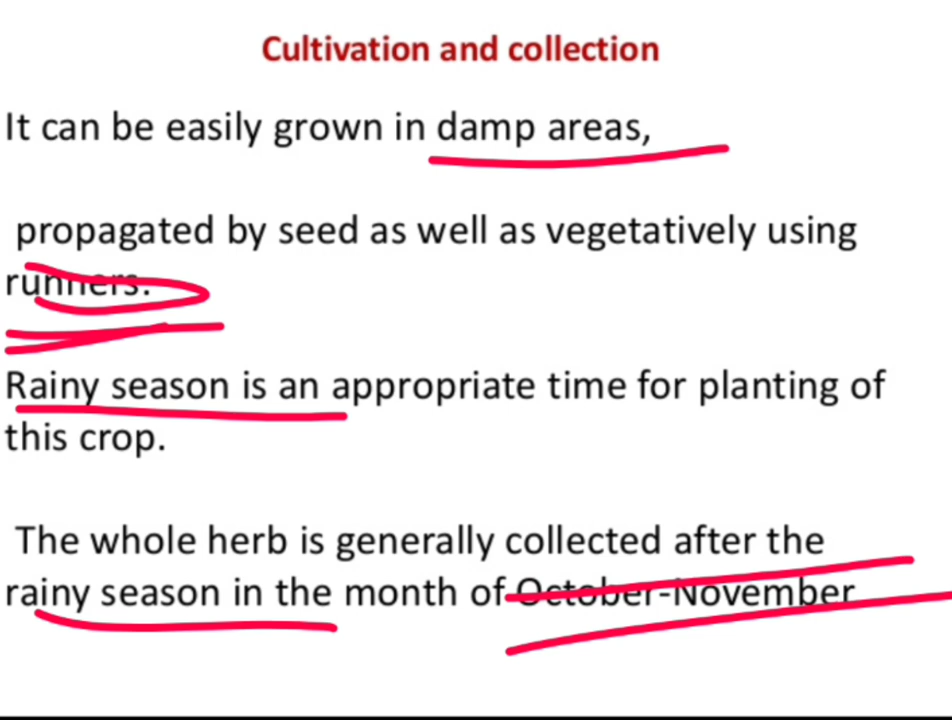 Cultivation and collection
It can be easily grown in damp areas,
propagated by seed as well as vegetatively using
runners.
Rainy season is an appropriate time for planting of
this crop.
The whole herb is generally collected after the
rainy season in the month of October-November